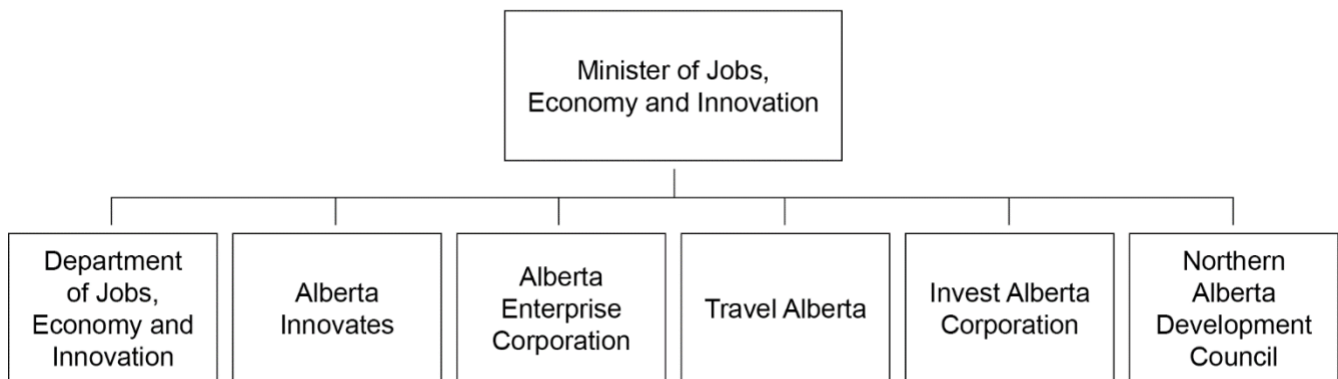 Minister of Jobs,
Economy and Innovation
Department
of Jobs,
Economy and
Innovation
Alberta
Innovates
Alberta
Enterprise
Corporation
Travel Alberta
Invest Alberta
Corporation
Northern
Alberta
Development
Council